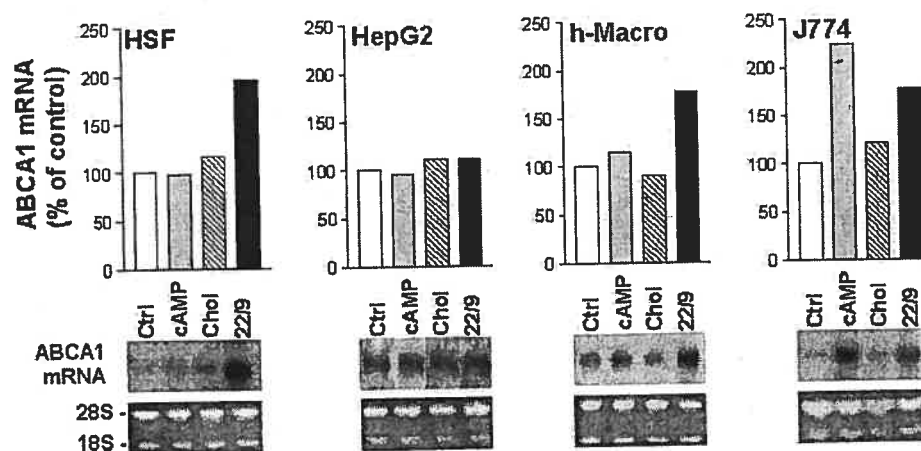 ABCA1 mRNA
(% of control)
HSF
250
200
150
100
50
0
Ctrl
cAMP
Chol
22/9
HepG2
250
200
150
100
50
0
Ctrl
cAMP
Chol
22/9
h-Macro
250
200
150
100
50
0
Ctrl
cAMP
Chol
22/9
J774
250
200
150
100
50
0
Ctrl
cAMP
Chol
22/9
ABCA1
mRNA
28S -
18S -